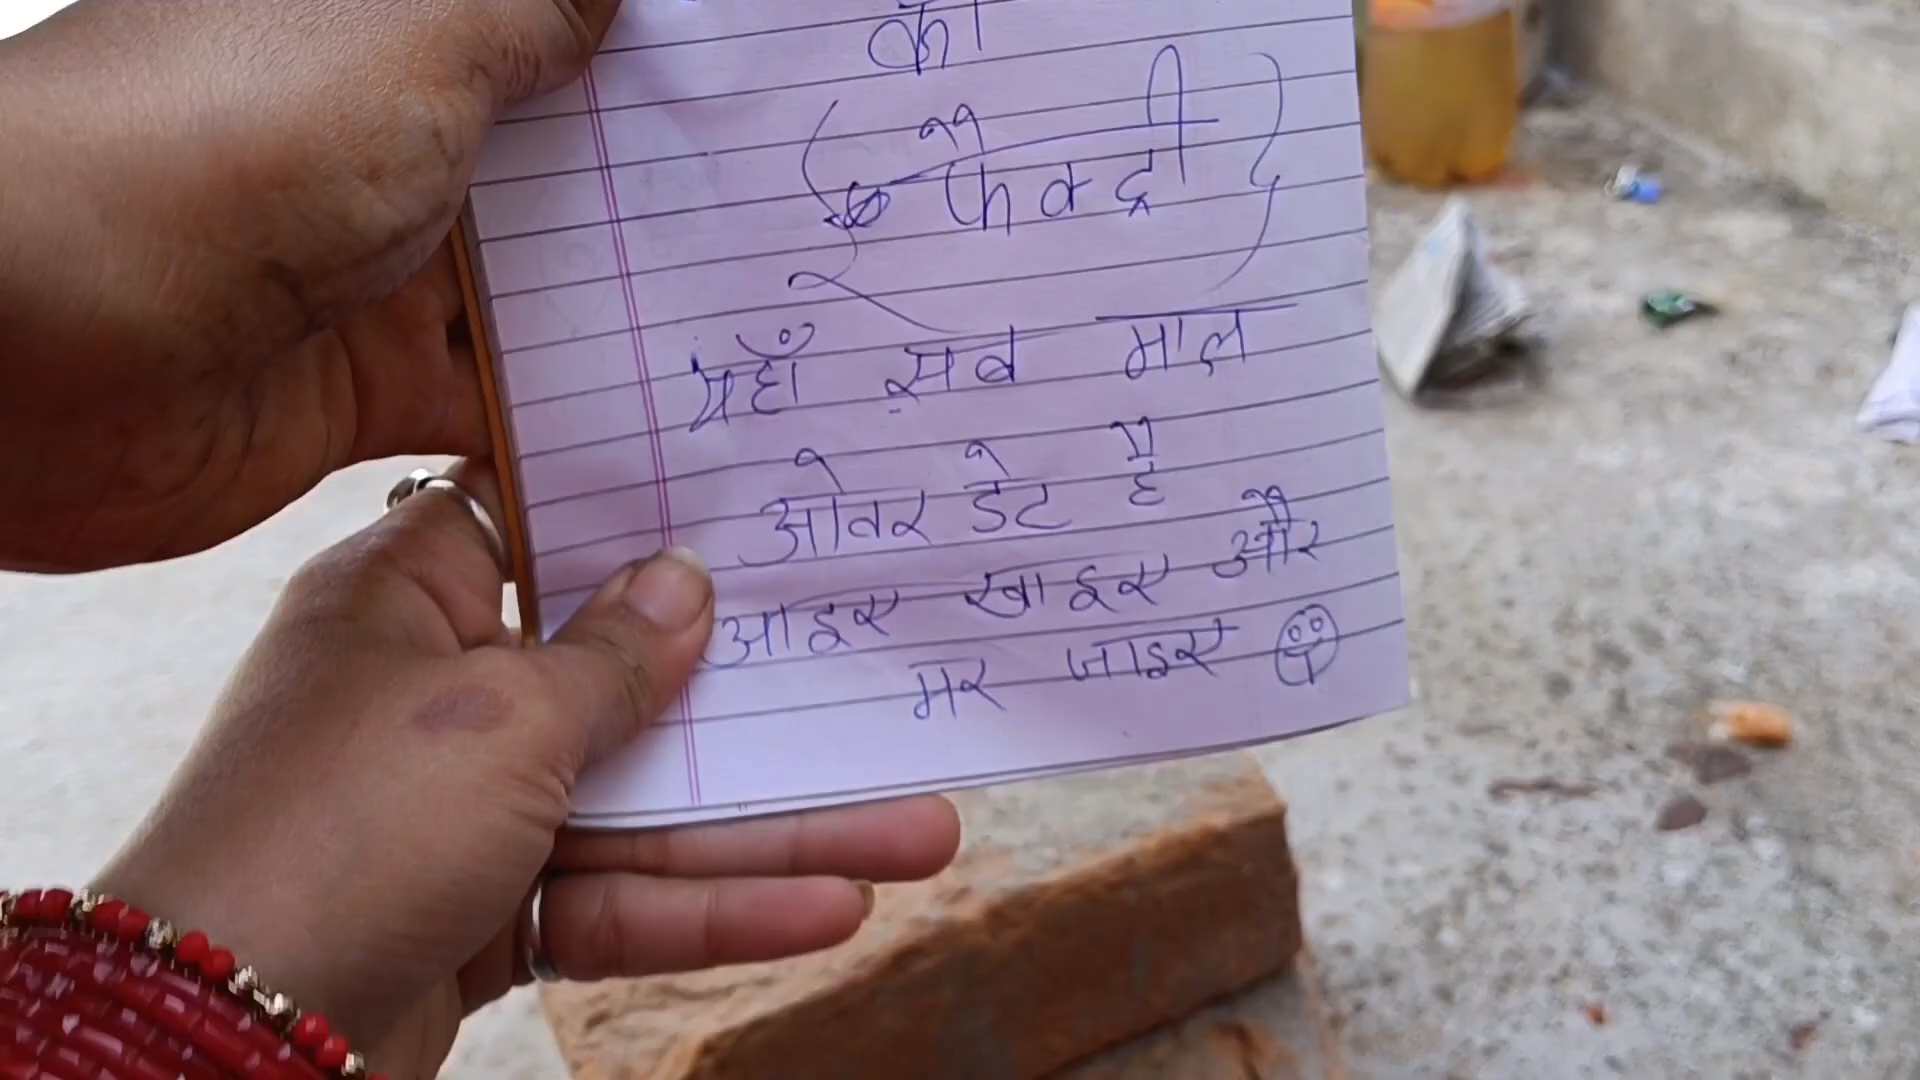 की
फैक्ट्री
यहाँ सब माल
ओवर डेट है
आइए खाइए और
मर जाइए